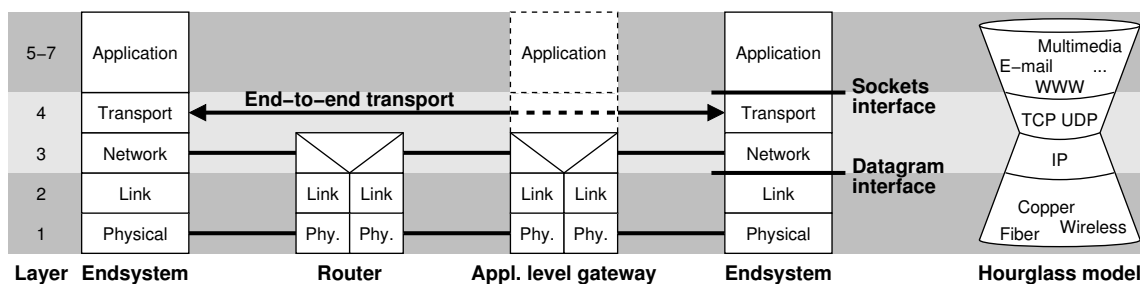 5−7 Application Application Application Multimedia
E−mail ...
WWW
Sockets
interface
4 Transport End−to−end transport Transport TCP UDP
3 Network Network IP
Datagram
interface
2 Link Link Link Link Link Link Copper
1 Physical Phy. Phy. Phy. Phy. Physical Fiber Wireless
Layer Endsystem Router Appl. level gateway Endsystem Hourglass model